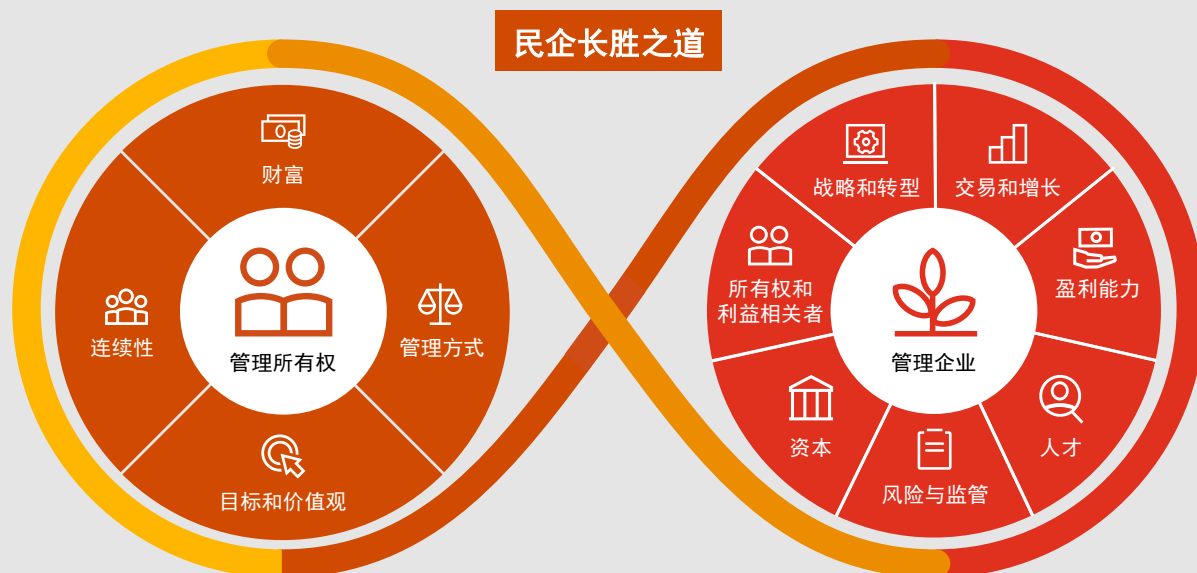 民企长胜之道
财富
连续性
管理所有权
管理方式
目标和价值观
战略和转型
交易和增长
所有权和
利益相关者
盈利能力
管理企业
资本
人才
风险与监管